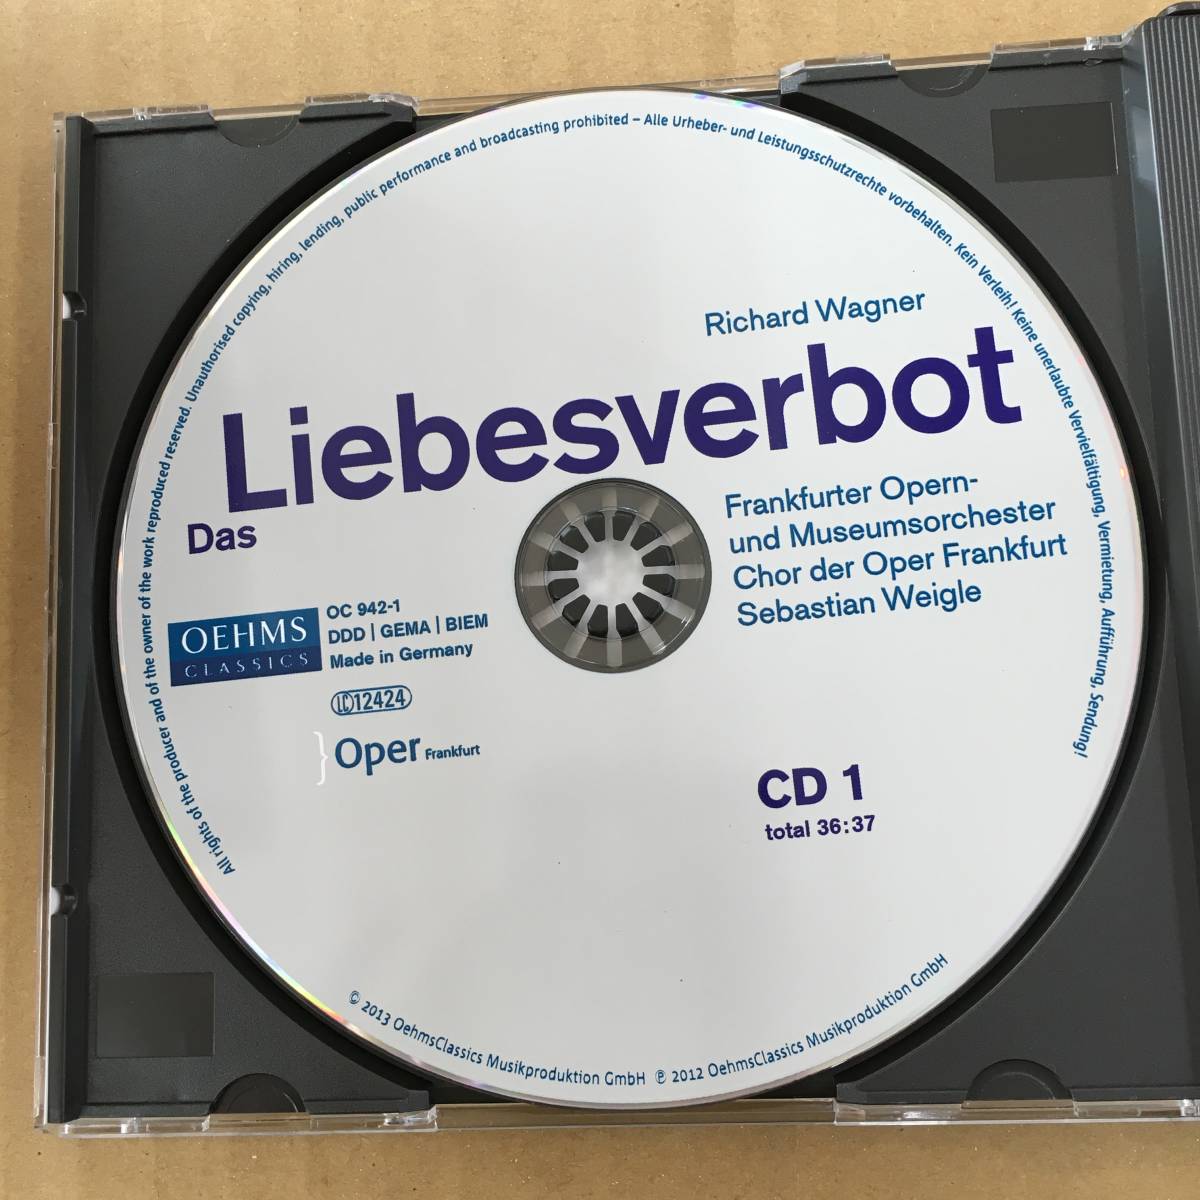 All rights of the producer and of the owner of the work reproduced reserved. Unauthorised copying, hiring, lending, public performance and broadcasting prohibited – Alle Urheber- und Leistungsschutzrechte vorbehalten. Kein Verleih! Keine unerlaubte Vervielfältigung, Vermietung, Aufführung, Sendung!
Richard Wagner
Das
Liebesverbot
Frankfurter Opern-
und Museumsorchester
Chor der Oper Frankfurt
Sebastian Weigle
OEHMS
CLASSICS
OC 942-1
DDD | GEMA | BIEM
Made in Germany
LC 12424
}Oper Frankfurt
CD 1
total 36:37
© 2013 OehmsClassics Musikproduktion GmbH ℗ 2012 OehmsClassics Musikproduktion GmbH